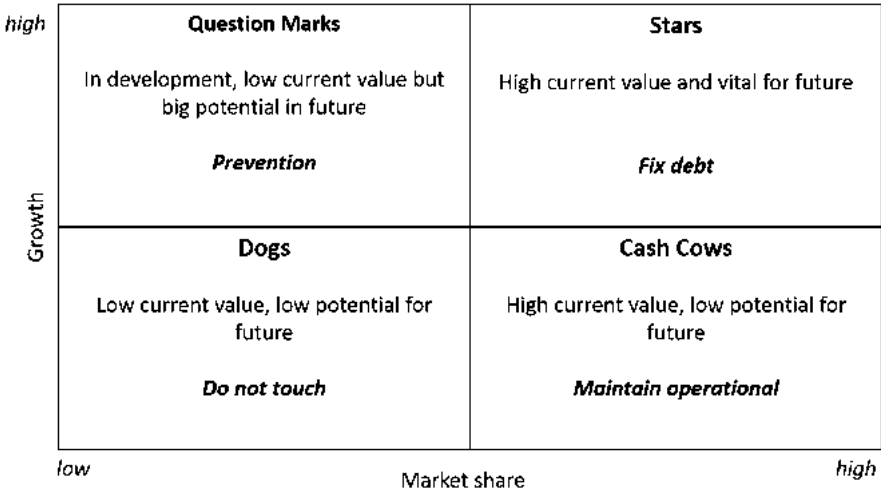 high
Question Marks
In development, low current value but
big potential in future
Prevention
Stars
High current value and vital for future
Fix debt
Growth
Dogs
Low current value, low potential for
future
Do not touch
Cash Cows
High current value, low potential for
future
Maintain operational
low
Market share
high